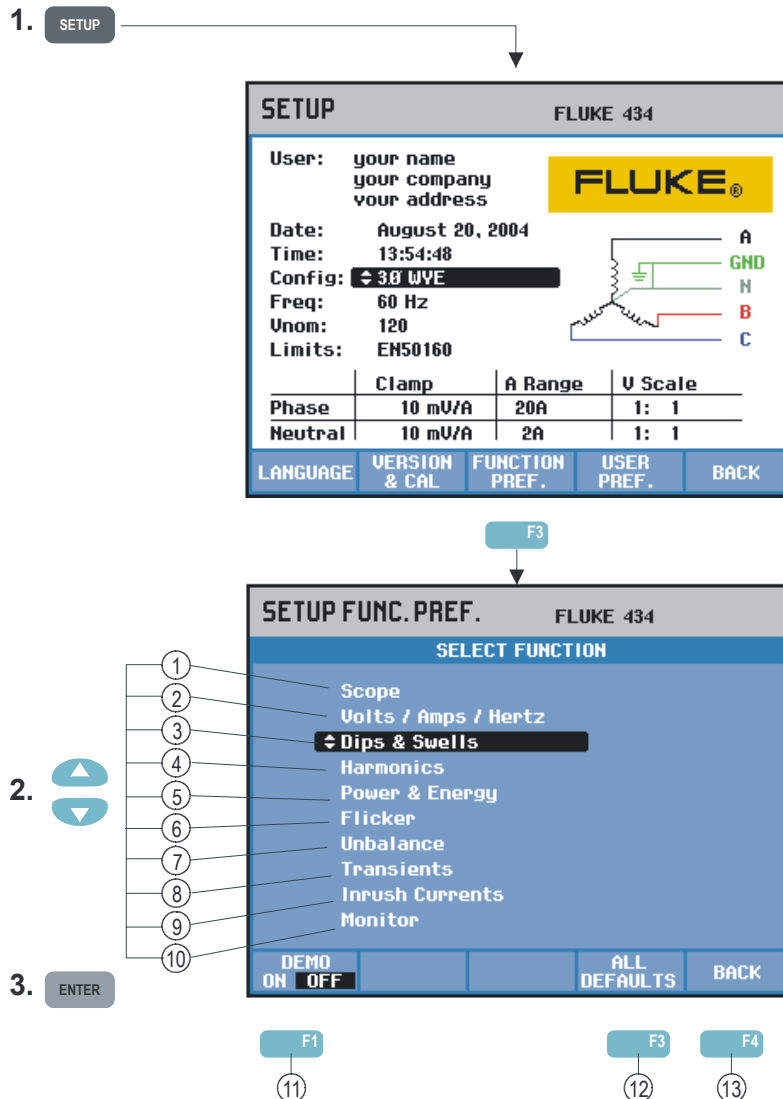 1. SETUP
SETUP FLUKE 434
User: your name
your company
your address
FLUKE®
Date: August 20, 2004
Time: 13:54:48
Config: 3Ø WYE
Freq: 60 Hz
Vnom: 120
Limits: EN50160
A
GND
N
B
C
Clamp A Range V Scale
Phase 10 mV/A 20A 1: 1
Neutral 10 mV/A 2A 1: 1
LANGUAGE VERSION & CAL FUNCTION PREF. USER PREF. BACK
F3
SETUP FUNC. PREF. FLUKE 434
SELECT FUNCTION
2.
1 Scope
2 Volts / Amps / Hertz
3 Dips & Swells
4 Harmonics
5 Power & Energy
6 Flicker
7 Unbalance
8 Transients
9 Inrush Currents
10 Monitor
3. ENTER
DEMO ON OFF ALL DEFAULTS BACK
F1 F3 F4
11 12 13